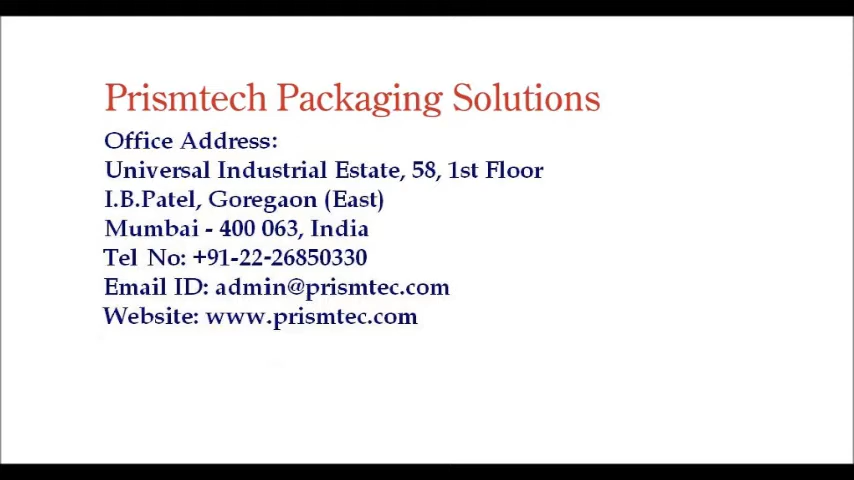 Prismtech Packaging Solutions
Office Address:
Universal Industrial Estate, 58, 1st Floor
I.B.Patel, Goregaon (East)
Mumbai - 400 063, India
Tel No: +91-22-26850330
Email ID: admin@prismtec.com
Website: www.prismtec.com